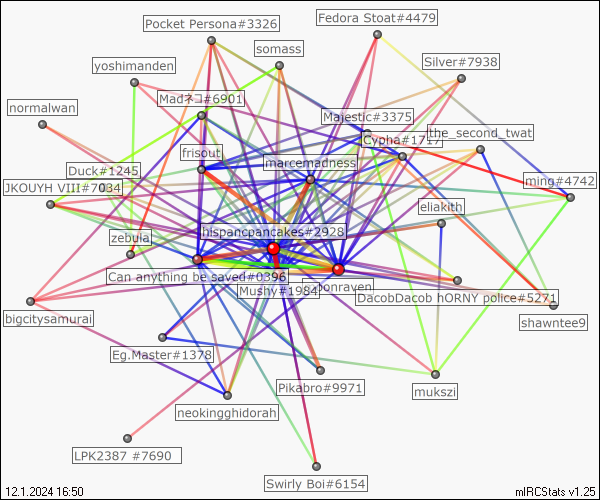 Fedora Stoat#4479
Pocket Persona#3326
somass
Silver#7938
yoshimanden
Madネコ#6901
normalwan
Majestic#3375
the_second_twat
Cypha#1717
frisout
marcemadness
Duck#1245
ming#4742
JKOUYH VIII#7034
eliakith
hispancpancakes#2928
zebula
Can anything be saved#0396
Mushy#1984
DacobDacob hORNY police#5271
bigcitysamurai
shawntee9
Eg.Master#1378
Pikabro#9971
mukszi
neokingghidorah
LPK2387 #7690
Swirly Boi#6154
12.1.2024 16:50
mIRCStats v1.25